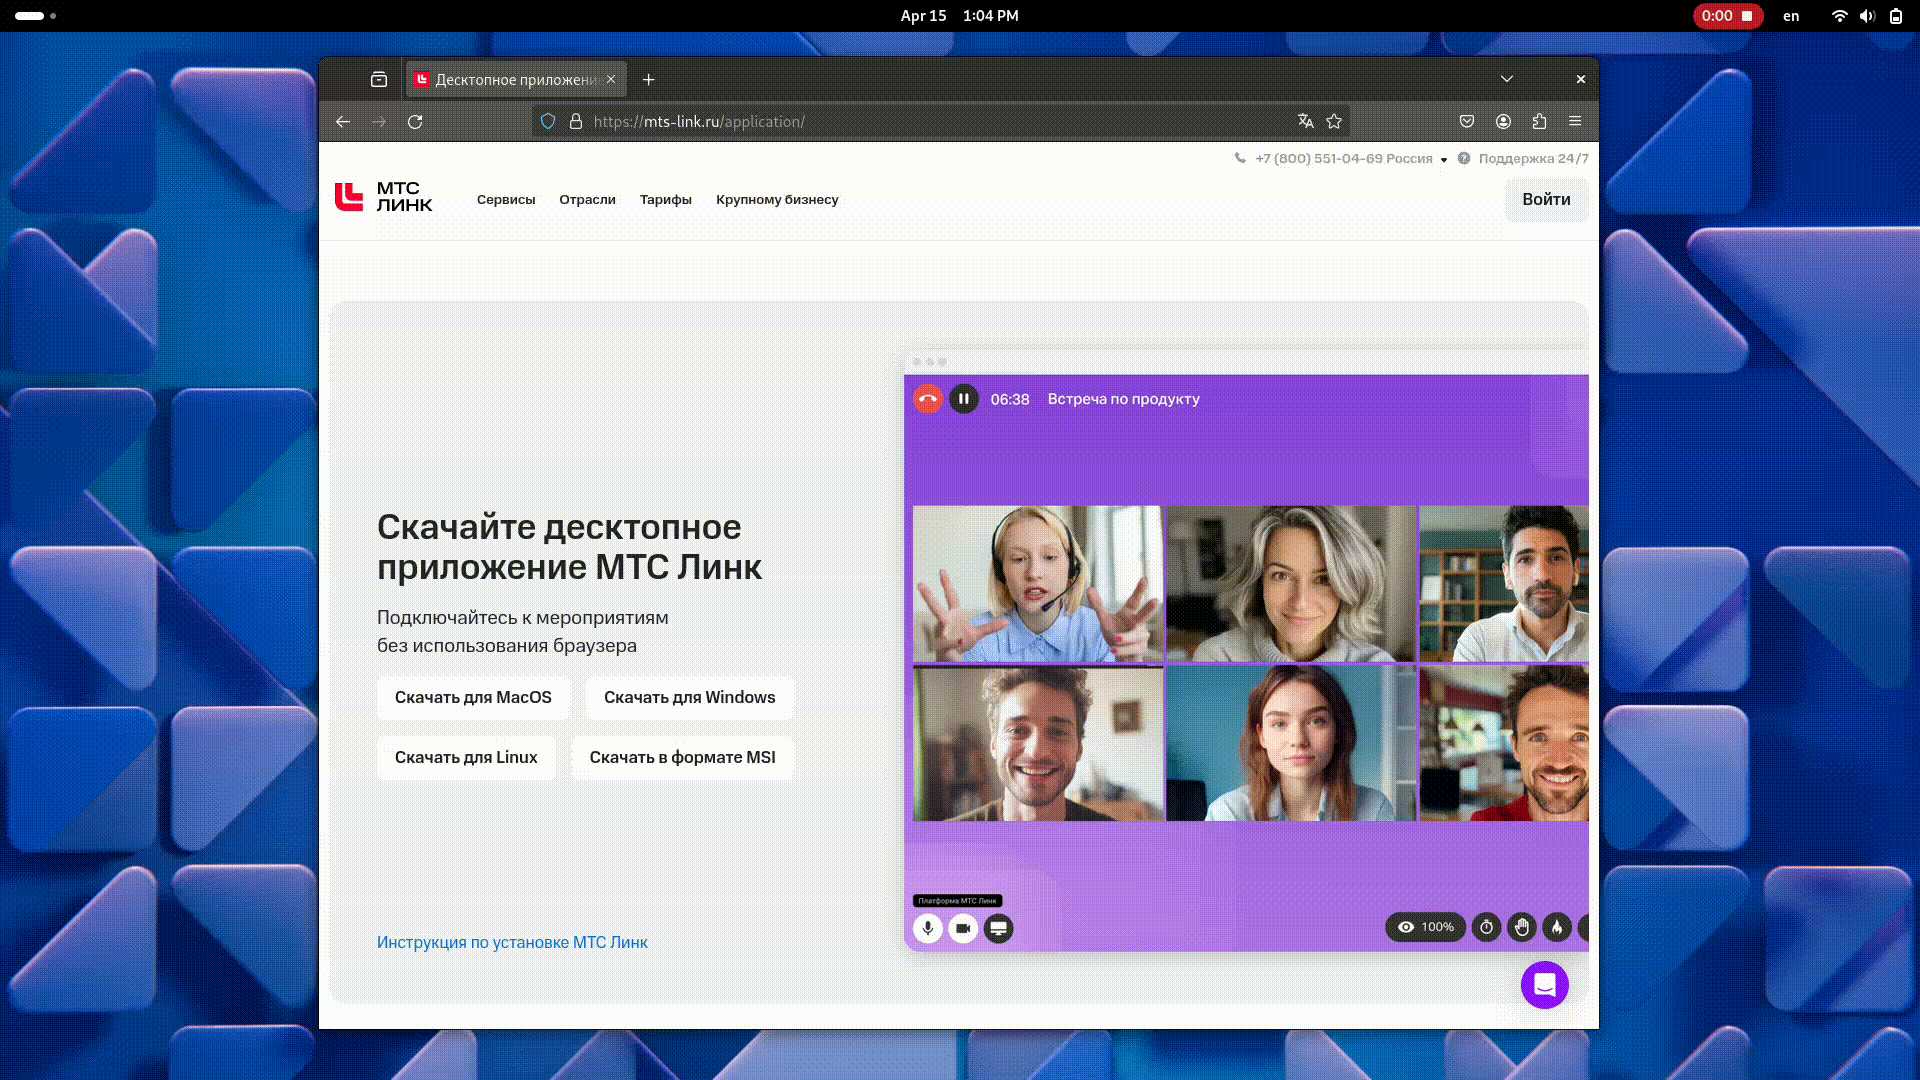 Apr 15 1:04 PM
0:00
en
Десктопное приложени
https://mts-link.ru/application/
+7 (800) 551-04-69 Россия
Поддержка 24/7
МТС
ЛИНК
Сервисы
Отрасли
Тарифы
Крупному бизнесу
Войти
06:38
Встреча по продукту
Скачайте десктопное
приложение МТС Линк
Подключайтесь к мероприятиям
без использования браузера
Скачать для MacOS
Скачать для Windows
Скачать для Linux
Скачать в формате MSI
Платформа МТС Линк
100%
Инструкция по установке МТС Линк